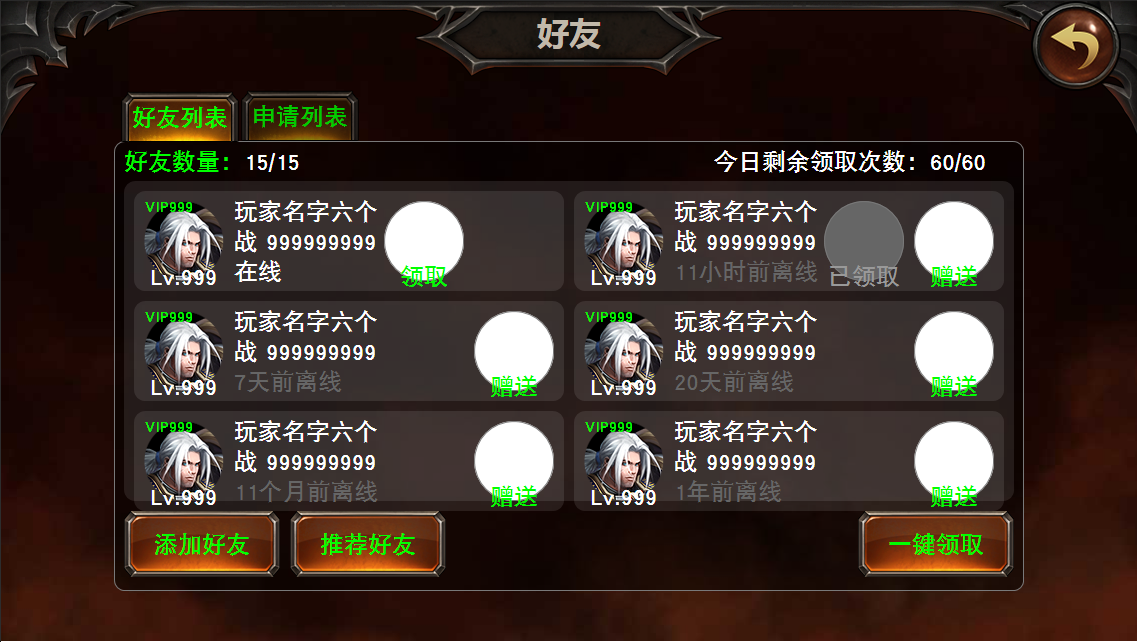 好友
好友列表
申请列表
好友数量： 15/15
今日剩余领取次数：60/60
VIP999
Lv.999
玩家名字六个
战 999999999
在线
领取
VIP999
Lv.999
玩家名字六个
战 999999999
11小时前离线
已领取
赠送
VIP999
Lv.999
玩家名字六个
战 999999999
7天前离线
赠送
VIP999
Lv.999
玩家名字六个
战 999999999
20天前离线
赠送
VIP999
Lv.999
玩家名字六个
战 999999999
11个月前离线
赠送
VIP999
Lv.999
玩家名字六个
战 999999999
1年前离线
赠送
添加好友
推荐好友
一键领取